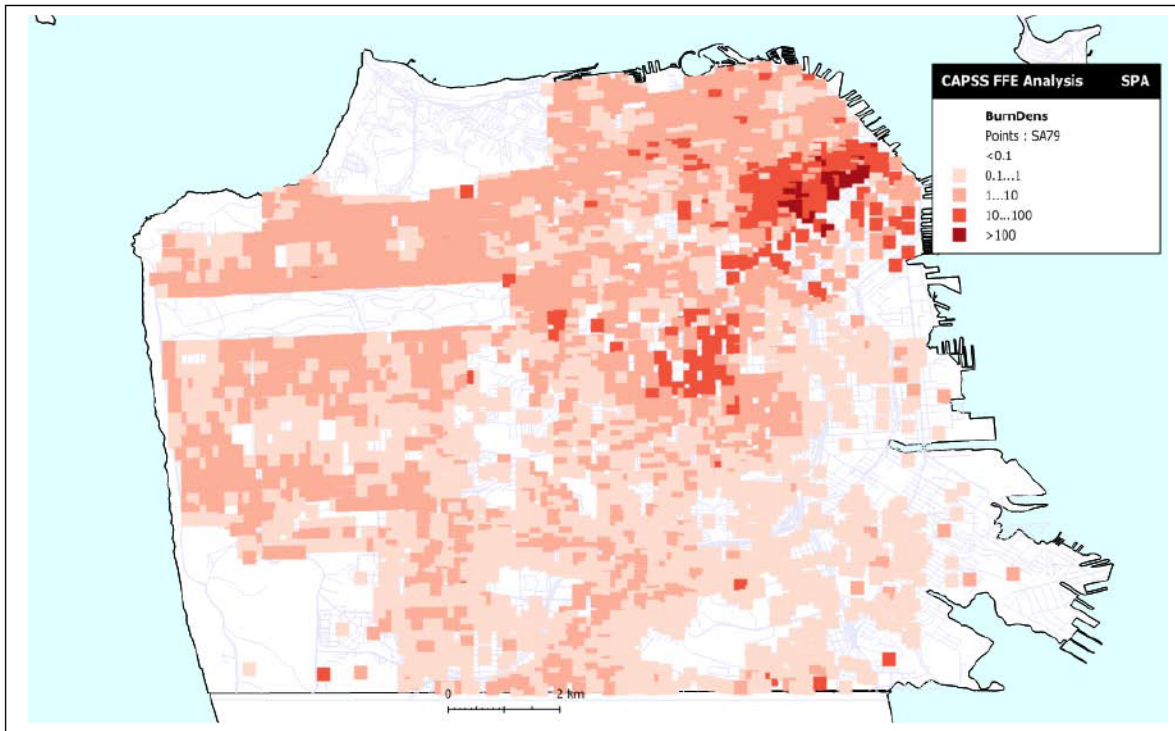 CAPSS FFE Analysis SPA
BurnDens
Points : SA79
<0.1
0.1...1
1...10
10...100
>100
0 2 km